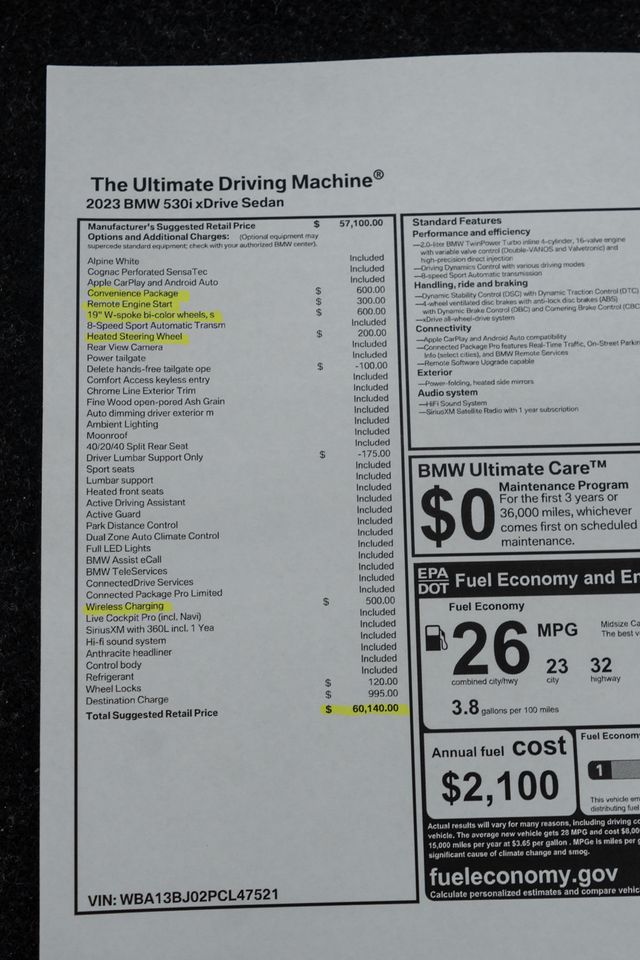 The Ultimate Driving Machine®
2023 BMW 530i xDrive Sedan
Manufacturer's Suggested Retail Price $ 57,100.00
Options and Additional Charges: (Optional equipment may
supercede standard equipment; check with your authorized BMW center).
Alpine White Included
Cognac Perforated SensaTec Included
Apple CarPlay and Android Auto Included
Convenience Package $ 600.00
Remote Engine Start $ 300.00
19" W-spoke bi-color wheels, s $ 600.00
8-Speed Sport Automatic Transm Included
Heated Steering Wheel $ 200.00
Rear View Camera Included
Power tailgate Included
Delete hands-free tailgate ope $ -100.00
Comfort Access keyless entry Included
Chrome Line Exterior Trim Included
Fine Wood open-pored Ash Grain Included
Auto dimming driver exterior m Included
Ambient Lighting Included
Moonroof Included
40/20/40 Split Rear Seat Included
Driver Lumbar Support Only $ -175.00
Sport seats Included
Lumbar support Included
Heated front seats Included
Active Driving Assistant Included
Active Guard Included
Park Distance Control Included
Dual Zone Auto Climate Control Included
Full LED Lights Included
BMW Assist eCall Included
BMW TeleServices Included
ConnectedDrive Services Included
Connected Package Pro Limited Included
Wireless Charging $ 500.00
Live Cockpit Pro (incl. Navi) Included
SiriusXM with 360L incl. 1 Yea Included
Hi-fi sound system Included
Anthracite headliner Included
Control body Included
Refrigerant Included
Wheel Locks $ 120.00
Destination Charge $ 995.00
Total Suggested Retail Price $ 60,140.00
VIN: WBA13BJ02PCL47521
Standard Features
Performance and efficiency
—2.0-liter BMW TwinPower Turbo inline 4-cylinder, 16-valve engine
with variable valve control (Double-VANOS and Valvetronic) and
high-precision direct injection
—Driving Dynamics Control with various driving modes
—8-speed Sport Automatic transmission
Handling, ride and braking
—Dynamic Stability Control (DSC) with Dynamic Traction Control (DTC)
—4-wheel ventilated disc brakes with anti-lock disc brakes (ABS)
with Dynamic Brake Control (DBC) and Cornering Brake Control (CBC)
—xDrive all-wheel-drive system
Connectivity
—Apple CarPlay and Android Auto compatibility
—Connected Package Pro features Real-Time Traffic, On-Street Parkin
Info (select cities), and BMW Remote Services
—Remote Software Upgrade capable
Exterior
—Power-folding, heated side mirrors
Audio system
—HiFi Sound System
—SiriusXM Satellite Radio with 1 year subscription
BMW Ultimate Care™
$0
Maintenance Program
For the first 3 years or
36,000 miles, whichever
comes first on scheduled
maintenance.
EPA
DOT
Fuel Economy and En
Fuel Economy
26 MPG
Midsize Ca
The best v
23 32
combined city/hwy city highway
3.8 gallons per 100 miles
Annual fuel cost
$2,100
Fuel Econom
1
This vehicle em
distributing fuel
Actual results will vary for many reasons, including driving co
vehicle. The average new vehicle gets 28 MPG and cost $8,00
15,000 miles per year at $3.65 per gallon . MPGe is miles per g
significant cause of climate change and smog.
fueleconomy.gov
Calculate personalized estimates and compare vehic